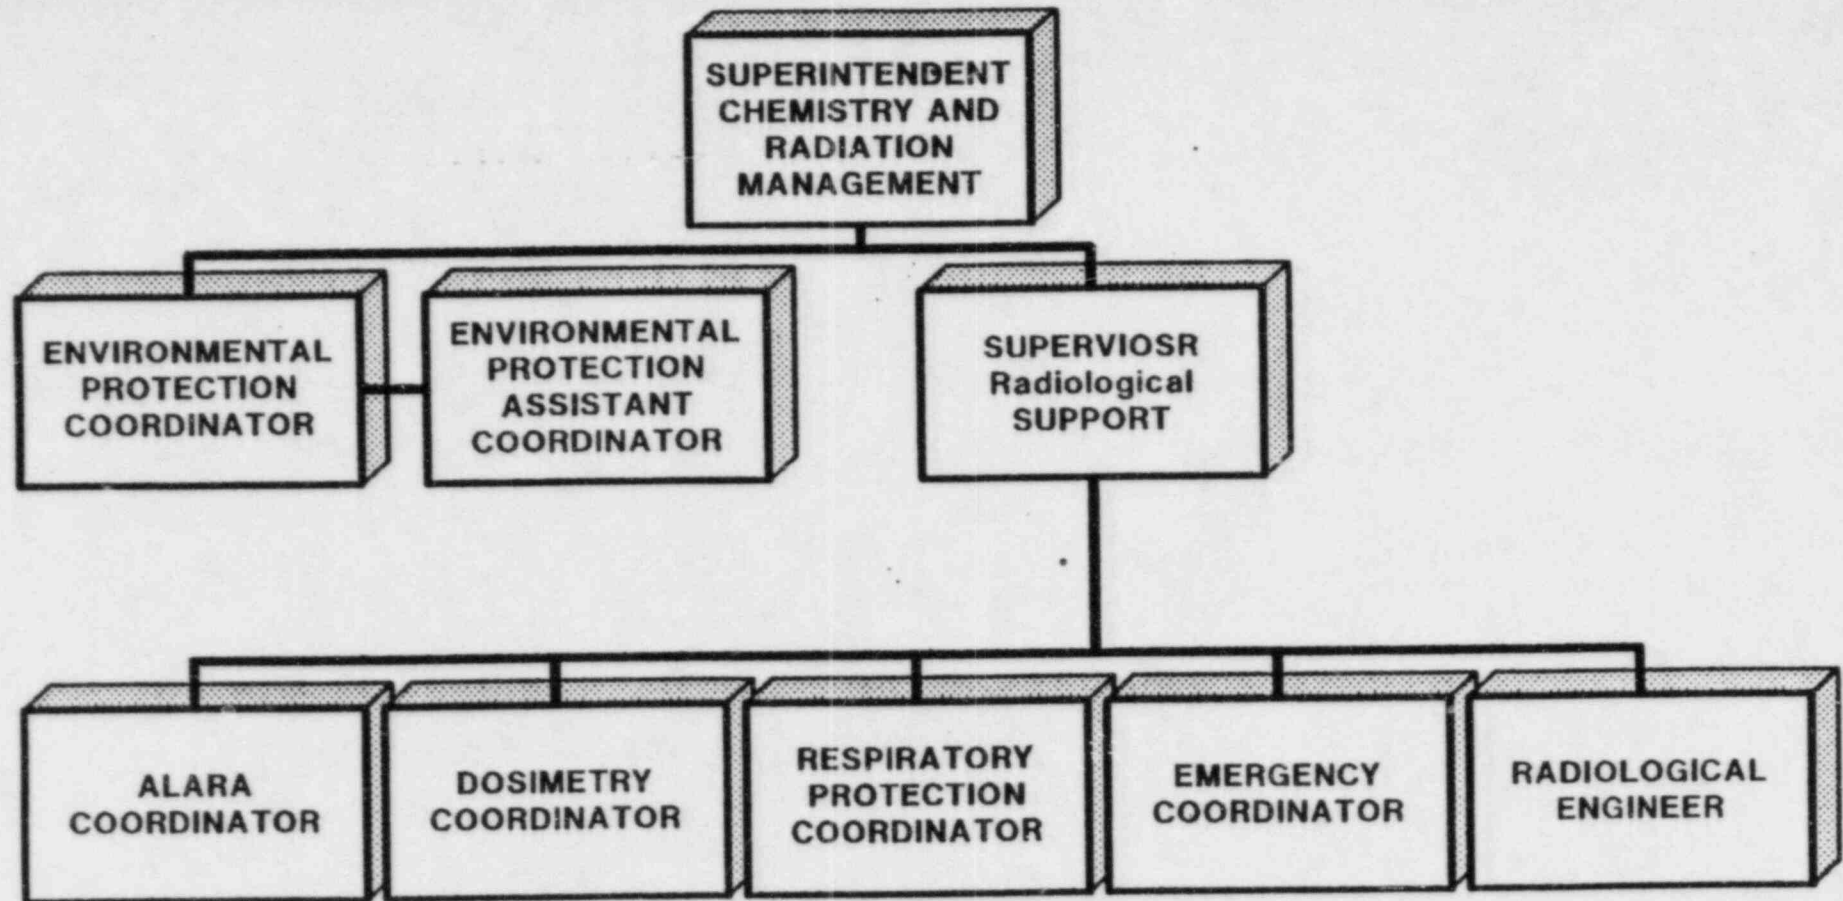 SUPERINTENDENT
CHEMISTRY AND
RADIATION
MANAGEMENT
ENVIRONMENTAL
PROTECTION
COORDINATOR
ENVIRONMENTAL
PROTECTION
ASSISTANT
COORDINATOR
SUPERVIOSR
Radiological
SUPPORT
ALARA
COORDINATOR
DOSIMETRY
COORDINATOR
RESPIRATORY
PROTECTION
COORDINATOR
EMERGENCY
COORDINATOR
RADIOLOGICAL
ENGINEER